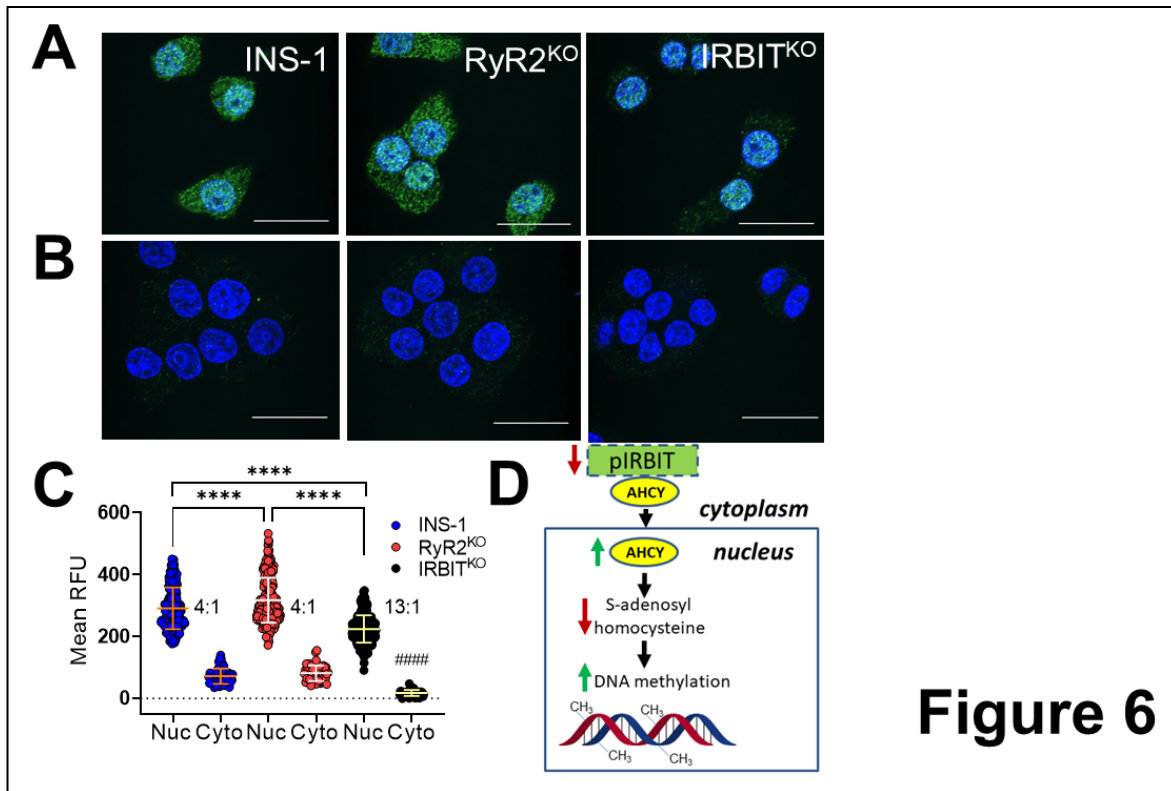 A
INS-1
RyR2KO
IRBITKO
B
C
****
**** ****
600
400
200
0
Mean RFU
INS-1
RyR2KO
IRBITKO
4:1
4:1
13:1
####
Nuc Cyto Nuc Cyto Nuc Cyto
D
pIRBIT
AHCY
cytoplasm
nucleus
AHCY
S-adenosyl
homocysteine
DNA methylation
CH3
CH3
CH3
CH3
Figure 6